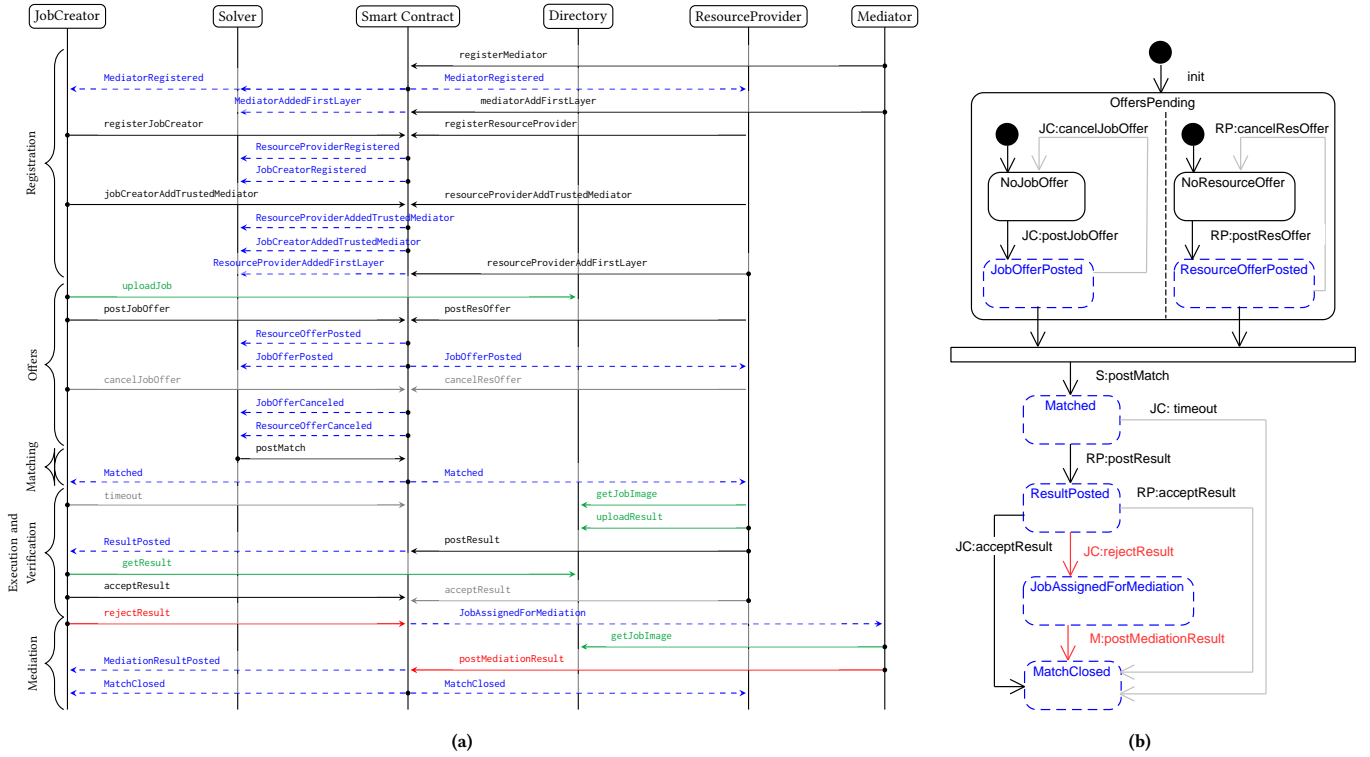 JobCreator Solver Smart Contract Directory ResourceProvider Mediator
Registration
registerMediator
MediatorRegistered MediatorRegistered
MediatorAddedFirstLayer mediatorAddFirstLayer
registerJobCreator registerResourceProvider
ResourceProviderRegistered
JobCreatorRegistered
jobCreatorAddTrustedMediator resourceProviderAddTrustedMediator
ResourceProviderAddedTrustedMediator
JobCreatorAddedTrustedMediator
ResourceProviderAddedFirstLayer resourceProviderAddFirstLayer
Offers
uploadJob
postJobOffer postResOffer
ResourceOfferPosted
JobOfferPosted JobOfferPosted
cancelJobOffer cancelResOffer
JobOfferCanceled
ResourceOfferCanceled
Matching
postMatch
Matched Matched
Execution and
Verification
timeout getJobImage
uploadResult
ResultPosted postResult
getResult
acceptResult acceptResult
Mediation
rejectResult JobAssignedForMediation
getJobImage
MediationResultPosted postMediationResult
MatchClosed MatchClosed
(a)
init
OffersPending
JC:cancelJobOffer RP:cancelResOffer
NoJobOffer NoResourceOffer
JC:postJobOffer RP:postResOffer
JobOfferPosted ResourceOfferPosted
S:postMatch
Matched JC: timeout
RP:postResult
ResultPosted RP:acceptResult
JC:acceptResult JC:rejectResult
JobAssignedForMediation
M:postMediationResult
MatchClosed
(b)